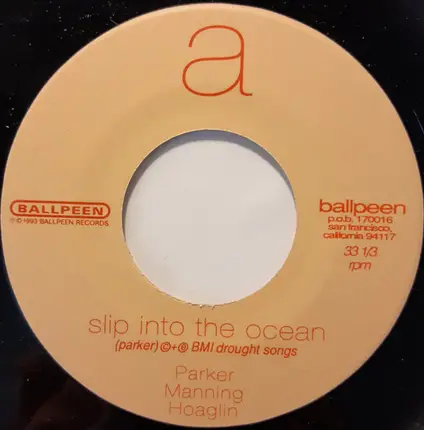 a
BALLPEEN
℗©1993 BALLPEEN RECORDS
ballpeen
p.o.b. 170016
san francisco,
california 94117
33 1/3
rpm
slip into the ocean
(parker) ©+℗ BMI drought songs
Parker
Manning
Hoaglin